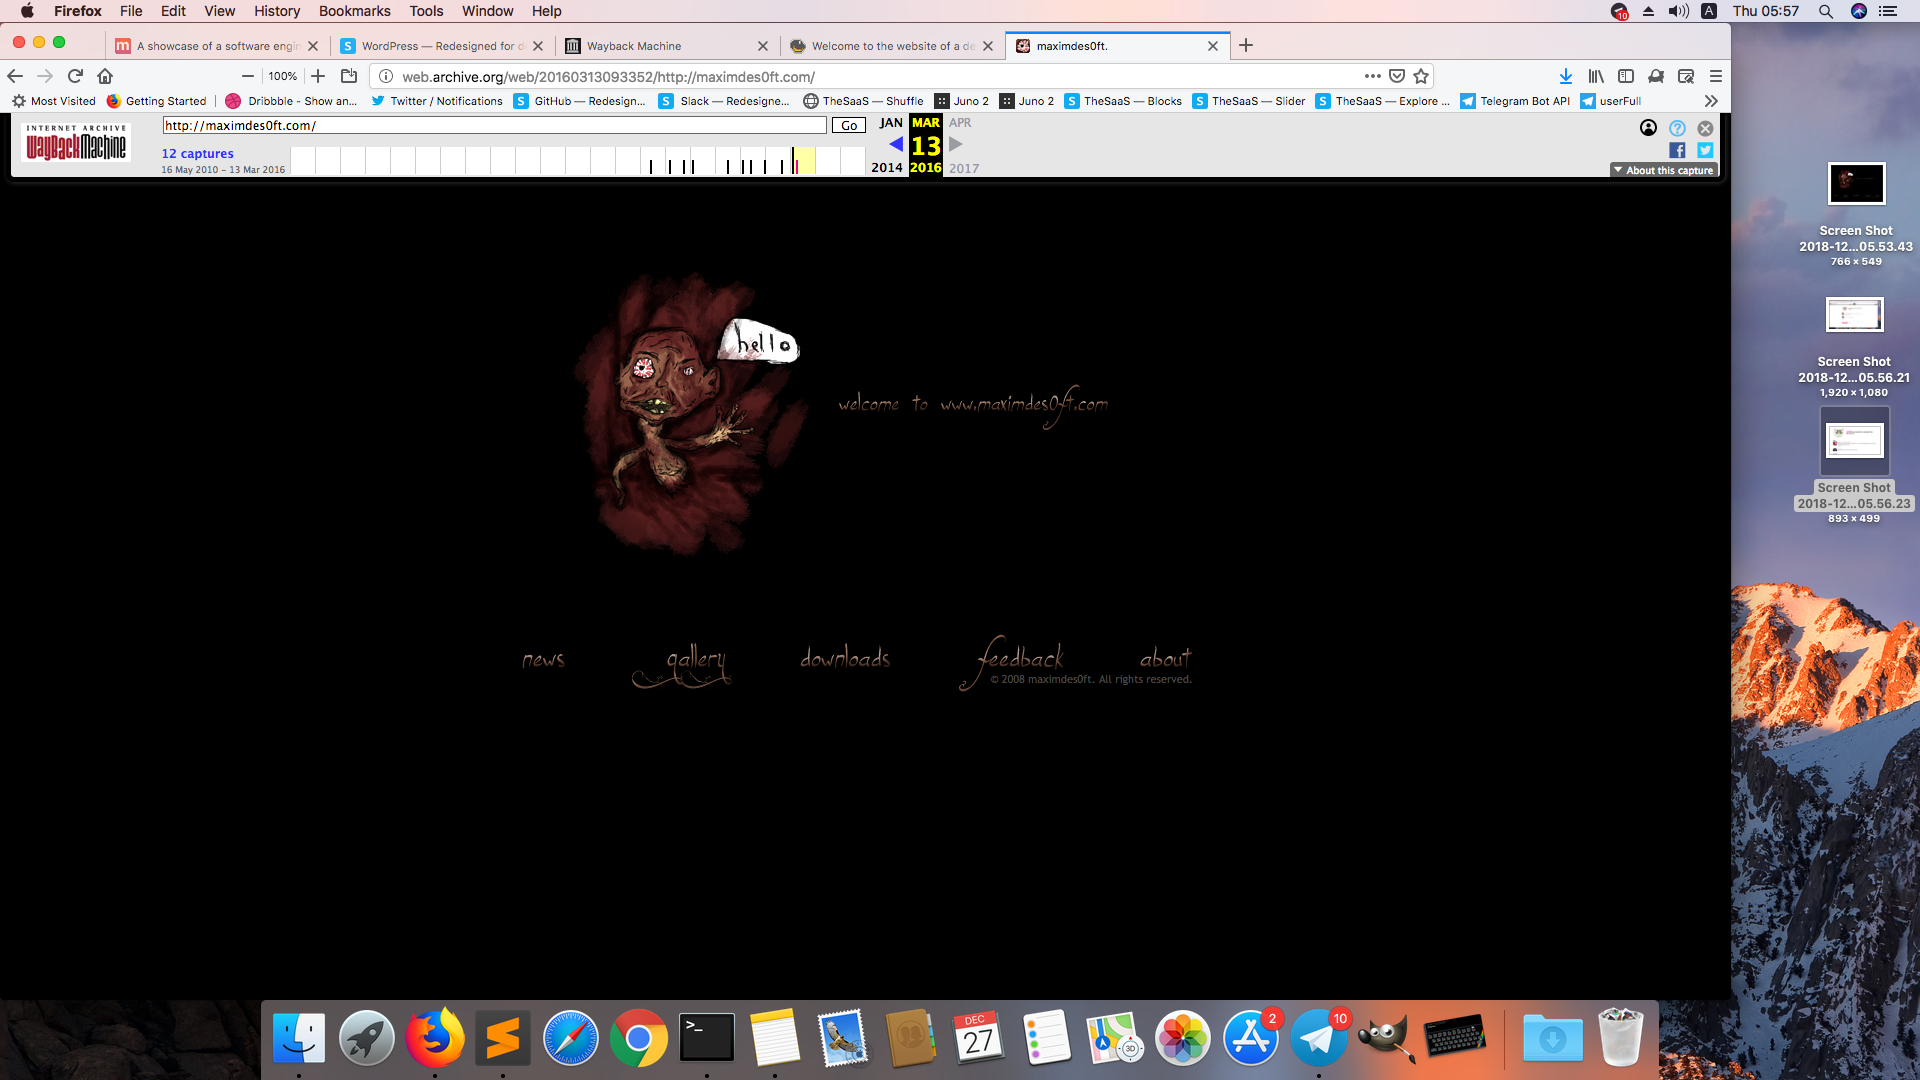 Firefox File Edit View History Bookmarks Tools Window Help
10 A Thu 05:57
A showcase of a software engin
WordPress — Redesigned for d
Wayback Machine
Welcome to the website of a de
maximdes0ft.
100%
web.archive.org/web/20160313093352/http://maximdes0ft.com/
Most Visited Getting Started Dribbble - Show an... Twitter / Notifications GitHub — Redesign... Slack — Redesigne... TheSaaS — Shuffle Juno 2 Juno 2 TheSaaS — Blocks TheSaaS — Slider TheSaaS — Explore ... Telegram Bot API userFull
INTERNET ARCHIVE
WayBackMachine
http://maximdes0ft.com/
Go
JAN MAR APR
12 captures
13
16 May 2010 – 13 Mar 2016
2014 2016 2017
About this capture
hello
welcome to www.maximdes0ft.com
news gallery downloads feedback about
© 2008 maximdes0ft. All rights reserved.
Screen Shot
2018-12...05.53.43
766 × 549
Screen Shot
2018-12...05.56.21
1,920 × 1,080
Screen Shot
2018-12...05.56.23
893 × 499
DEC
27
3D
2
10